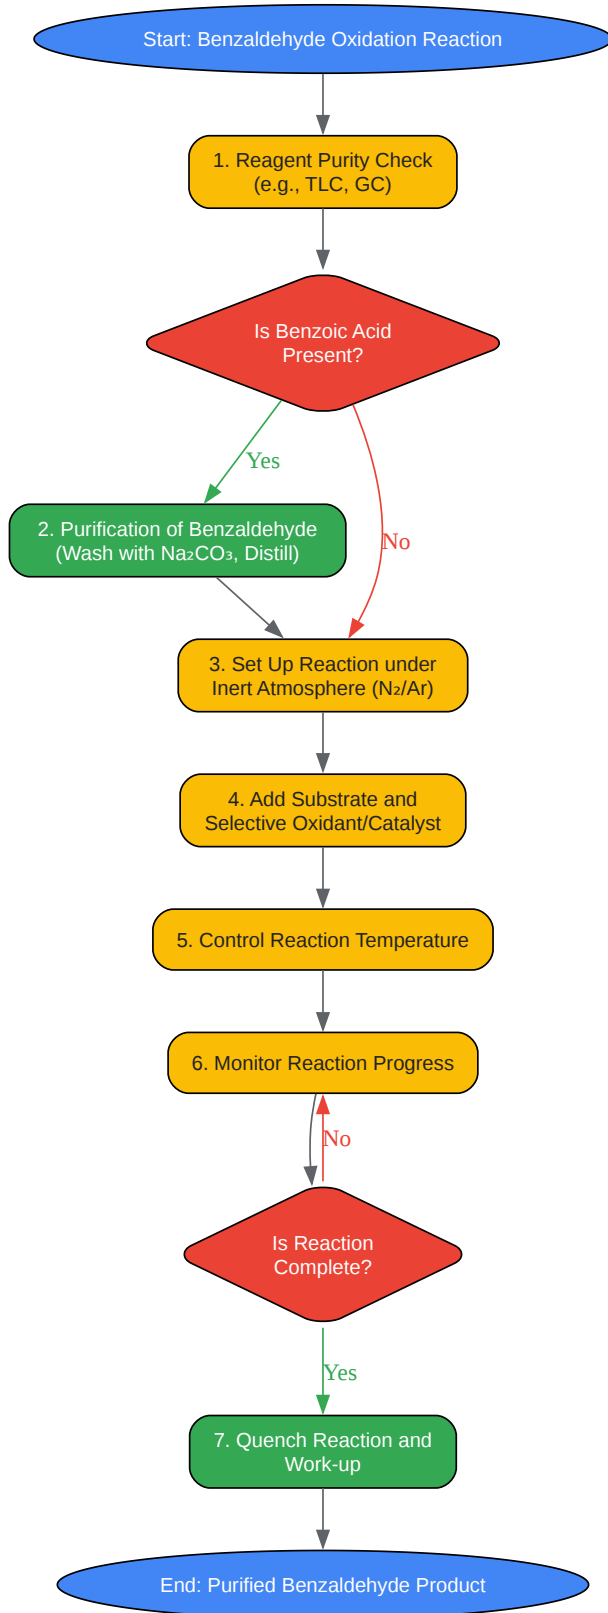 Start: Benzaldehyde Oxidation Reaction
1. Reagent Purity Check
(e.g., TLC, GC)
Is Benzoic Acid
Present?
Yes
No
2. Purification of Benzaldehyde
(Wash with Na₂CO₃, Distill)
3. Set Up Reaction under
Inert Atmosphere (N₂/Ar)
4. Add Substrate and
Selective Oxidant/Catalyst
5. Control Reaction Temperature
6. Monitor Reaction Progress
No
Is Reaction
Complete?
Yes
7. Quench Reaction and
Work-up
End: Purified Benzaldehyde Product